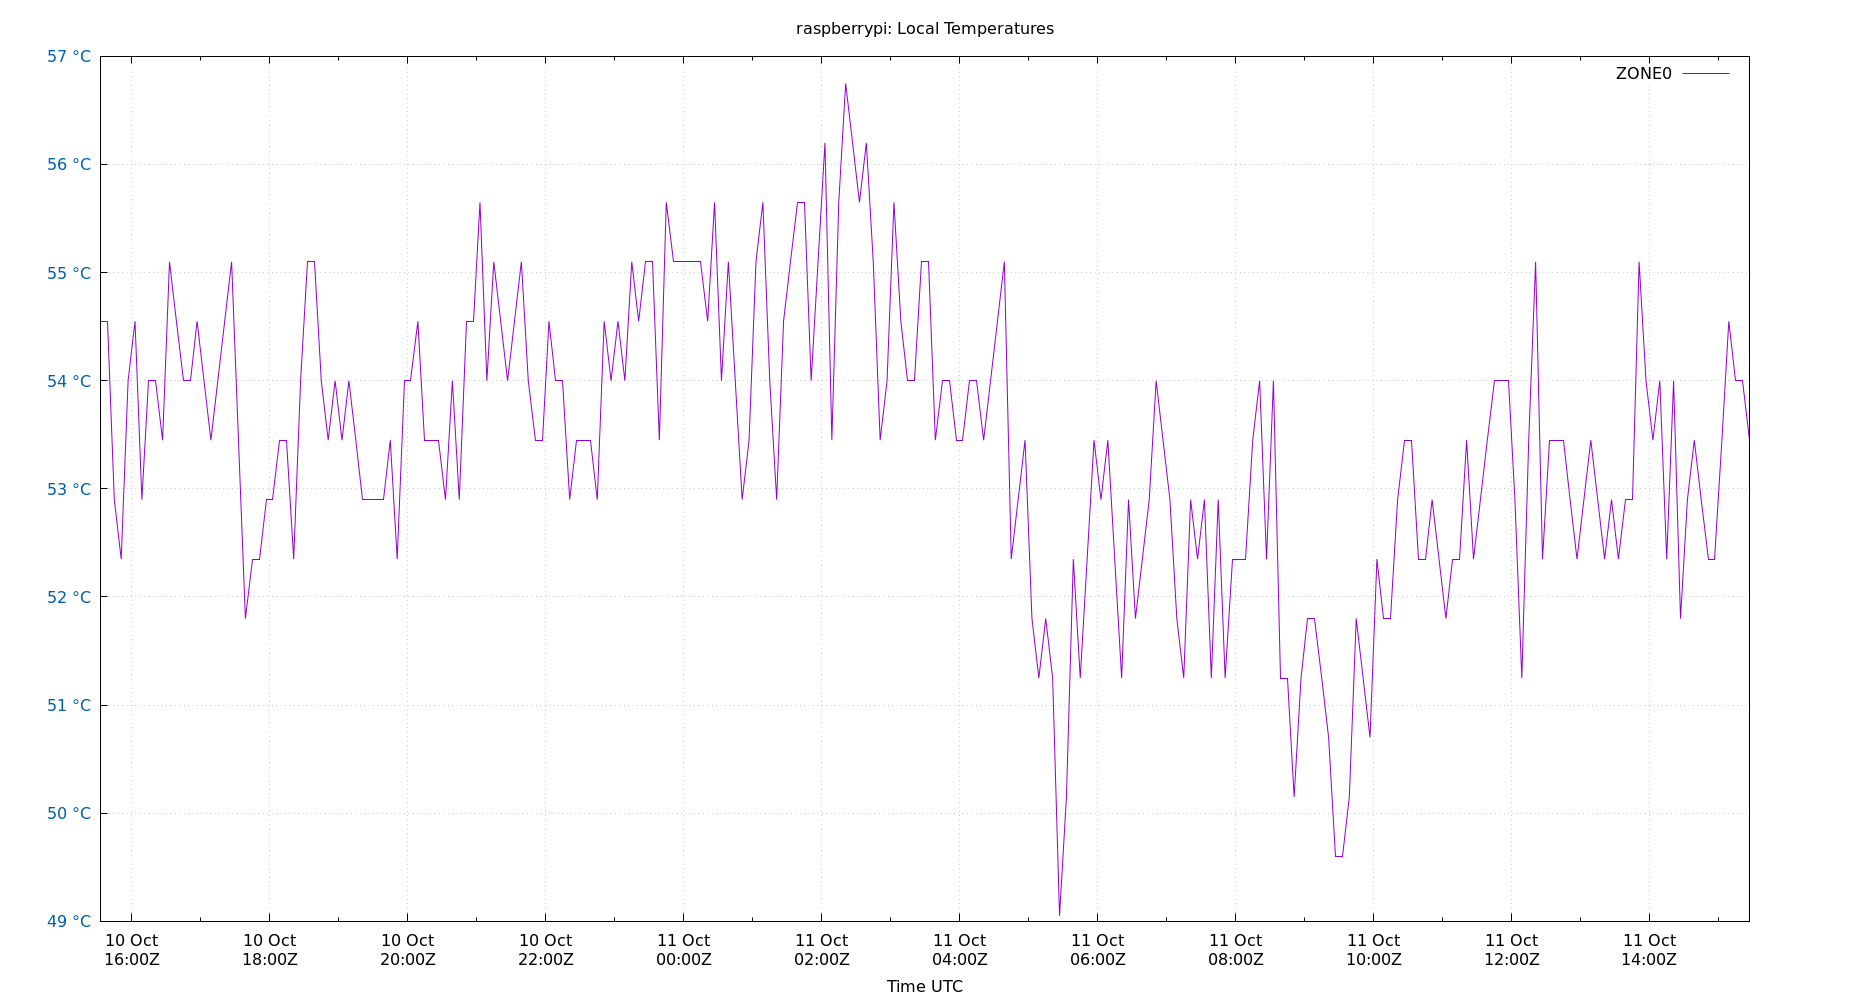 raspberrypi: Local Temperatures
57 °C
ZONE0
56 °C
55 °C
54 °C
53 °C
52 °C
51 °C
50 °C
49 °C
10 Oct 10 Oct 10 Oct 10 Oct 11 Oct 11 Oct 11 Oct 11 Oct 11 Oct 11 Oct 11 Oct 11 Oct
16:00Z 18:00Z 20:00Z 22:00Z 00:00Z 02:00Z 04:00Z 06:00Z 08:00Z 10:00Z 12:00Z 14:00Z
Time UTC